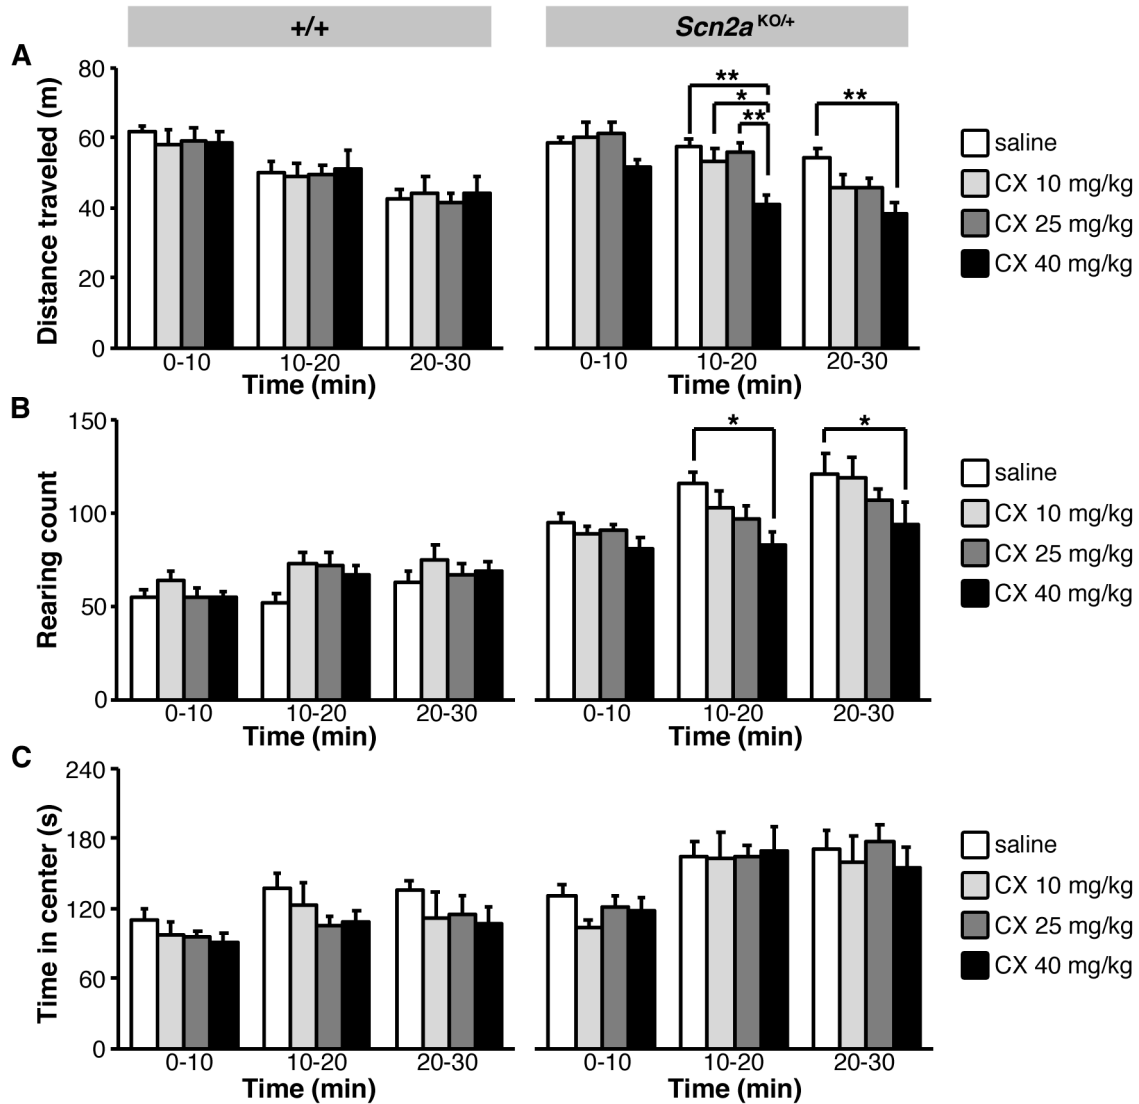 +/+ Scn2a KO/+
A
Distance traveled (m)
80
60
40
20
0
0-10 10-20 20-30
Time (min)
** * ** **
0-10 10-20 20-30
Time (min)
saline
CX 10 mg/kg
CX 25 mg/kg
CX 40 mg/kg
B
Rearing count
150
100
50
0
0-10 10-20 20-30
Time (min)
* *
0-10 10-20 20-30
Time (min)
saline
CX 10 mg/kg
CX 25 mg/kg
CX 40 mg/kg
C
Time in center (s)
240
180
120
60
0
0-10 10-20 20-30
Time (min)
0-10 10-20 20-30
Time (min)
saline
CX 10 mg/kg
CX 25 mg/kg
CX 40 mg/kg